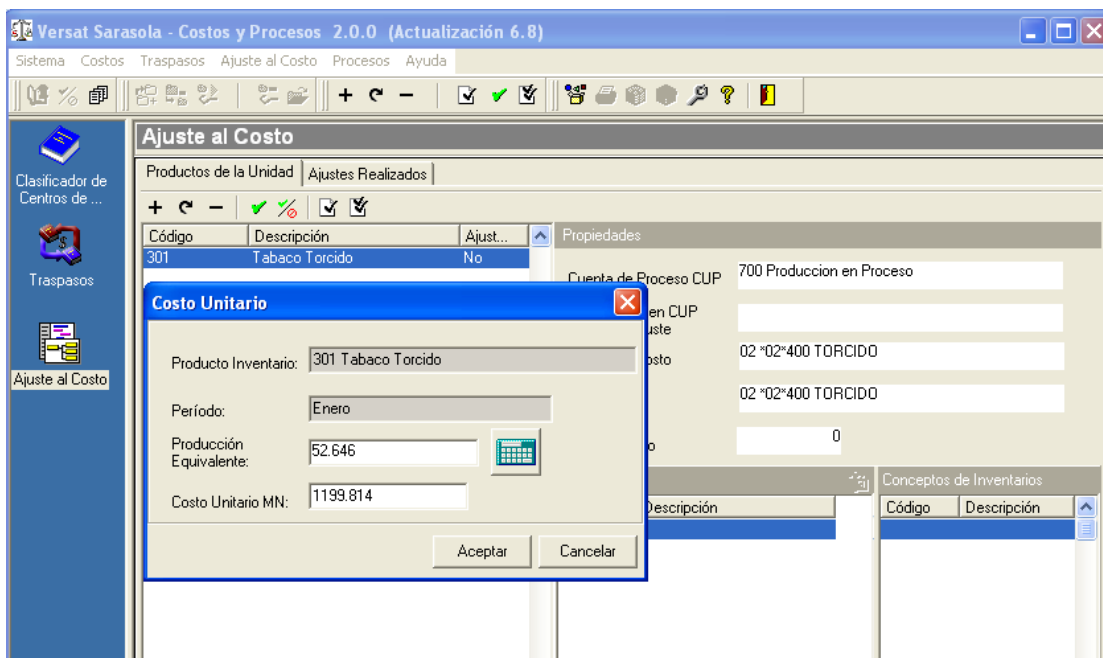 Versat Sarasola - Costos y Procesos 2.0.0 (Actualización 6.8)
Sistema Costos Traspasos Ajuste al Costo Procesos Ayuda
Clasificador de
Centros de ...
Traspasos
Ajuste al Costo
Ajuste al Costo
Productos de la Unidad Ajustes Realizados
Código Descripción Ajust...
301 Tabaco Torcido No
Propiedades
Cuenta de Proceso CUP 700 Produccion en Proceso
en CUP
02 *02*400 TORCIDO
02 *02*400 TORCIDO
0
Descripción
Conceptos de Inventarios
Código Descripción
Costo Unitario
Producto Inventario: 301 Tabaco Torcido
Período: Enero
Producción
Equivalente: 52.646
Costo Unitario MN: 1199.814
Aceptar Cancelar